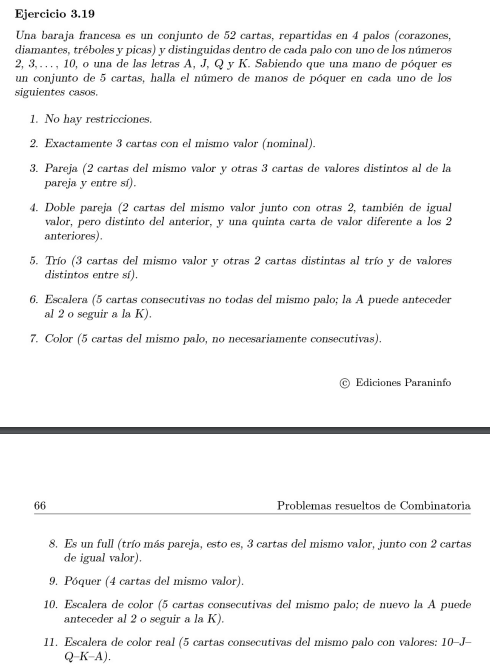 Ejercicio 3.19
Una baraja francesa es un conjunto de 52 cartas, repartidas en 4 palos (corazones,
diamantes, tréboles y picas) y distinguidas dentro de cada palo con uno de los números
2, 3,..., 10, o una de las letras A, J, Q y K. Sabiendo que una mano de póquer es
un conjunto de 5 cartas, halla el número de manos de póquer en cada uno de los
siguientes casos.
1. No hay restricciones.
2. Exactamente 3 cartas con el mismo valor (nominal).
3. Pareja (2 cartas del mismo valor y otras 3 cartas de valores distintos al de la
pareja y entre sí).
4. Doble pareja (2 cartas del mismo valor junto con otras 2, también de igual
valor, pero distinto del anterior, y una quinta carta de valor diferente a los 2
anteriores).
5. Trío (3 cartas del mismo valor y otras 2 cartas distintas al trío y de valores
distintos entre sí).
6. Escalera (5 cartas consecutivas no todas del mismo palo; la A puede anteceder
al 2 o seguir a la K).
7. Color (5 cartas del mismo palo, no necesariamente consecutivas).
© Ediciones Paraninfo
66 Problemas resueltos de Combinatoria
8. Es un full (trío más pareja, esto es, 3 cartas del mismo valor, junto con 2 cartas
de igual valor).
9. Póquer (4 cartas del mismo valor).
10. Escalera de color (5 cartas consecutivas del mismo palo; de nuevo la A puede
anteceder al 2 o seguir a la K).
11. Escalera de color real (5 cartas consecutivas del mismo palo con valores: 10–J–
Q–K–A).